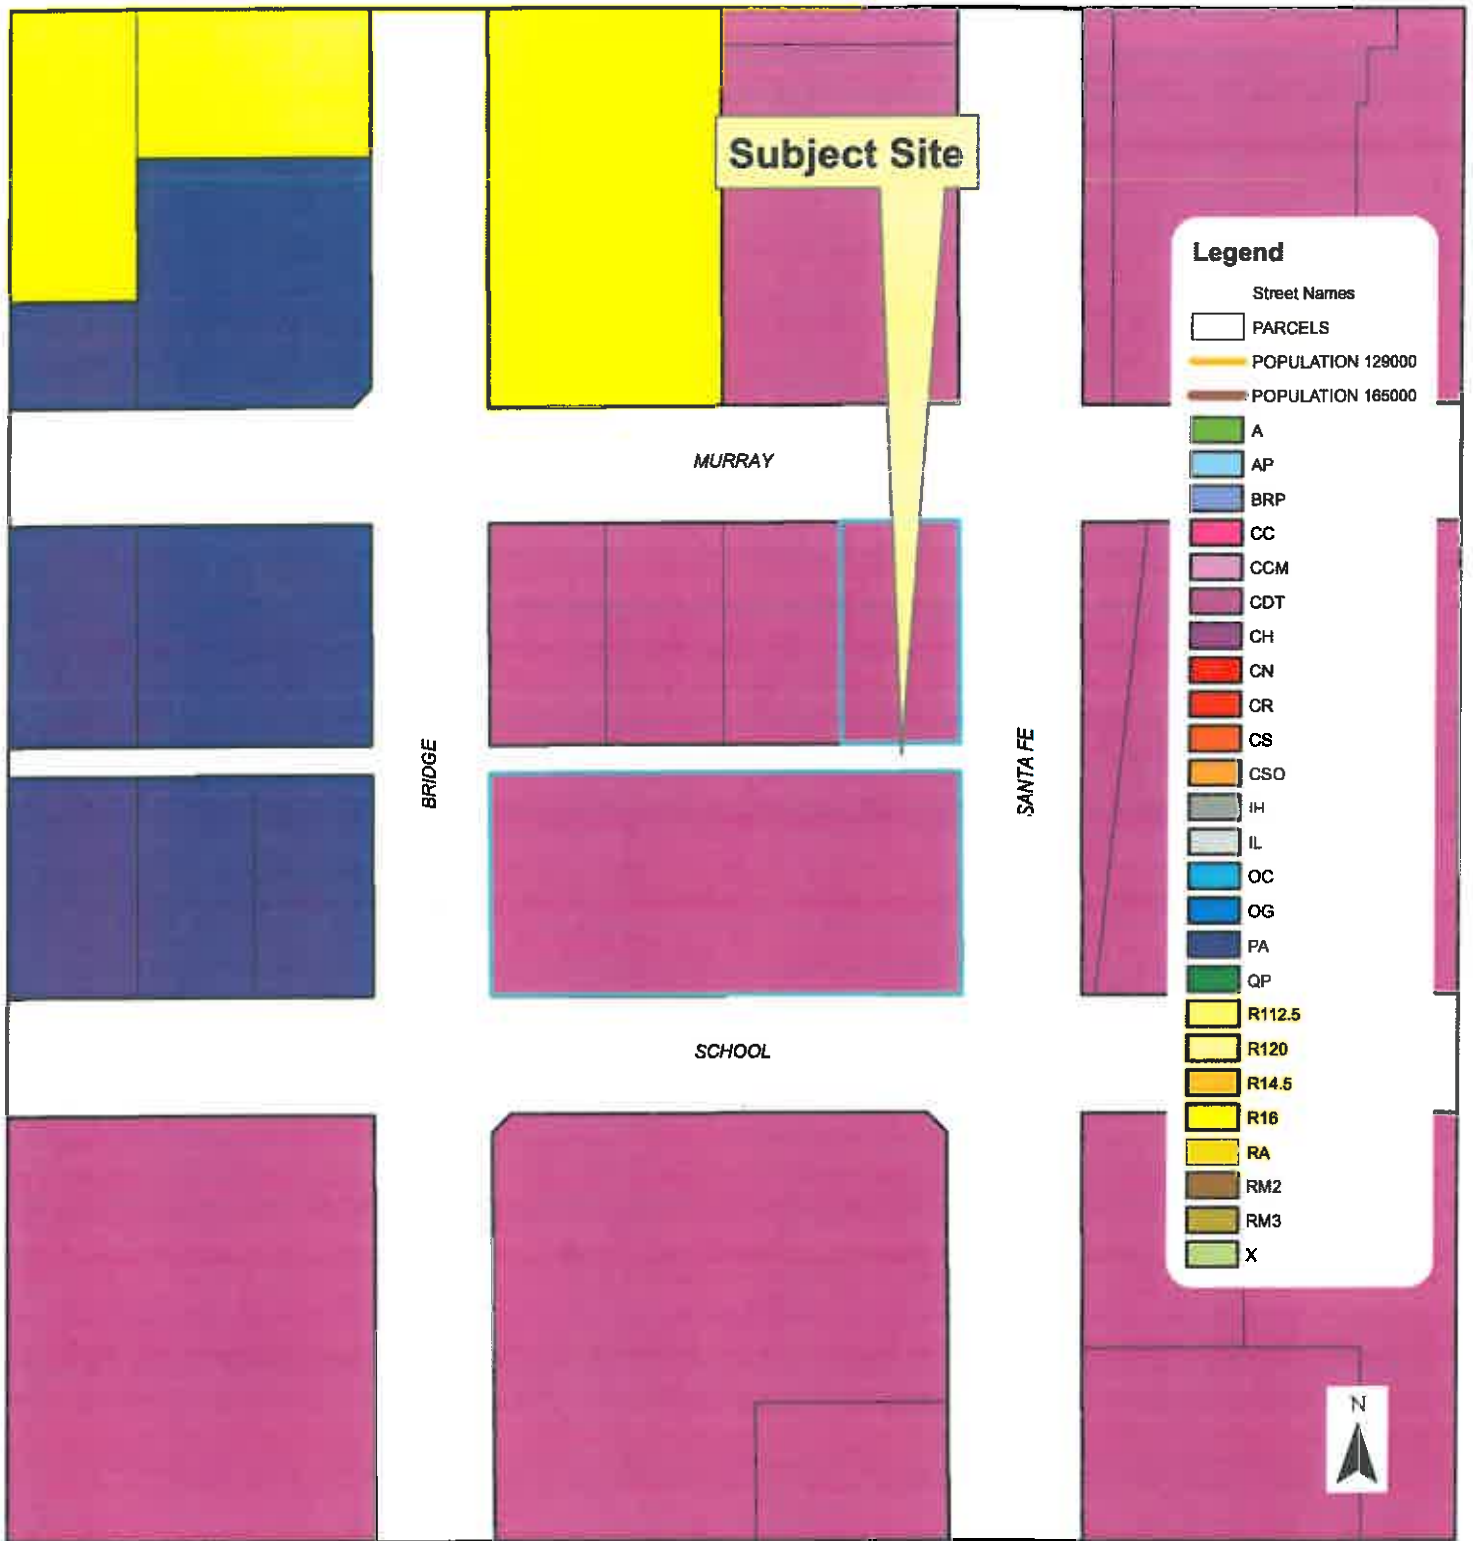 Subject Site
Legend
Street Names
PARCELS
POPULATION 129000
POPULATION 165000
A
AP
BRP
CC
CCM
CDT
CH
CN
CR
CS
CSO
IH
IL
OC
OG
PA
QP
R112.5
R120
R14.5
R16
RA
RM2
RM3
X
MURRAY
BRIDGE
SANTA FE
SCHOOL
N